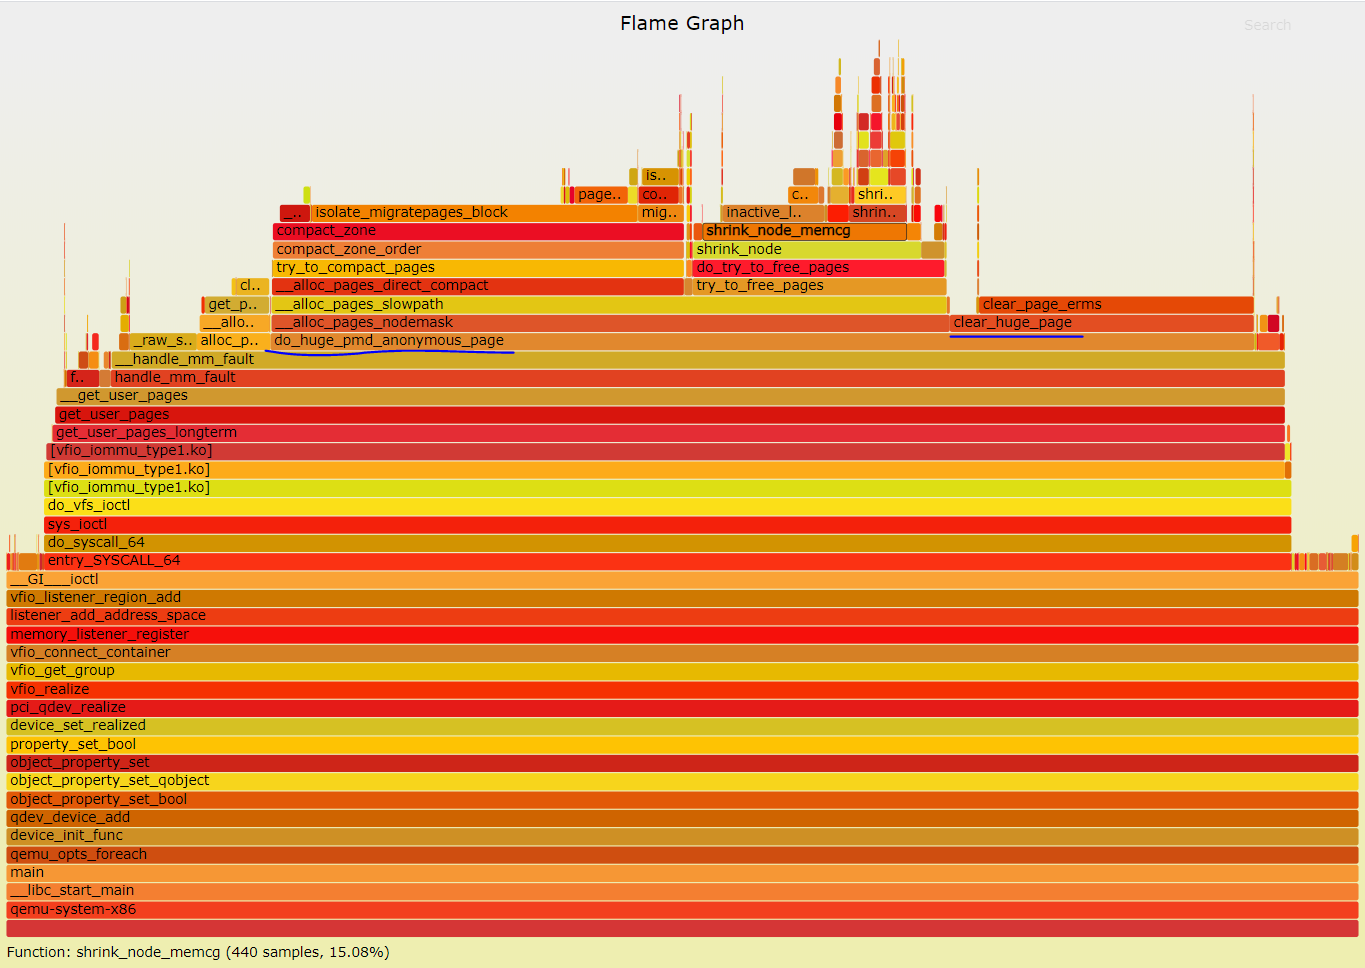 Flame Graph
Search
is..
page.. co.. c.. shri..
_.. isolate_migratepages_block mig.. inactive_l.. shrin..
compact_zone shrink_node_memcg
compact_zone_order shrink_node
try_to_compact_pages do_try_to_free_pages
cl.. __alloc_pages_direct_compact try_to_free_pages
get_p.. __alloc_pages_slowpath clear_page_erms
__allo.. __alloc_pages_nodemask clear_huge_page
_raw_s.. alloc_p.. do_huge_pmd_anonymous_page
__handle_mm_fault
f.. handle_mm_fault
__get_user_pages
get_user_pages
get_user_pages_longterm
[vfio_iommu_type1.ko]
[vfio_iommu_type1.ko]
[vfio_iommu_type1.ko]
do_vfs_ioctl
sys_ioctl
do_syscall_64
entry_SYSCALL_64
__GI___ioctl
vfio_listener_region_add
listener_add_address_space
memory_listener_register
vfio_connect_container
vfio_get_group
vfio_realize
pci_qdev_realize
device_set_realized
property_set_bool
object_property_set
object_property_set_qobject
object_property_set_bool
qdev_device_add
device_init_func
qemu_opts_foreach
main
__libc_start_main
qemu-system-x86
Function: shrink_node_memcg (440 samples, 15.08%)